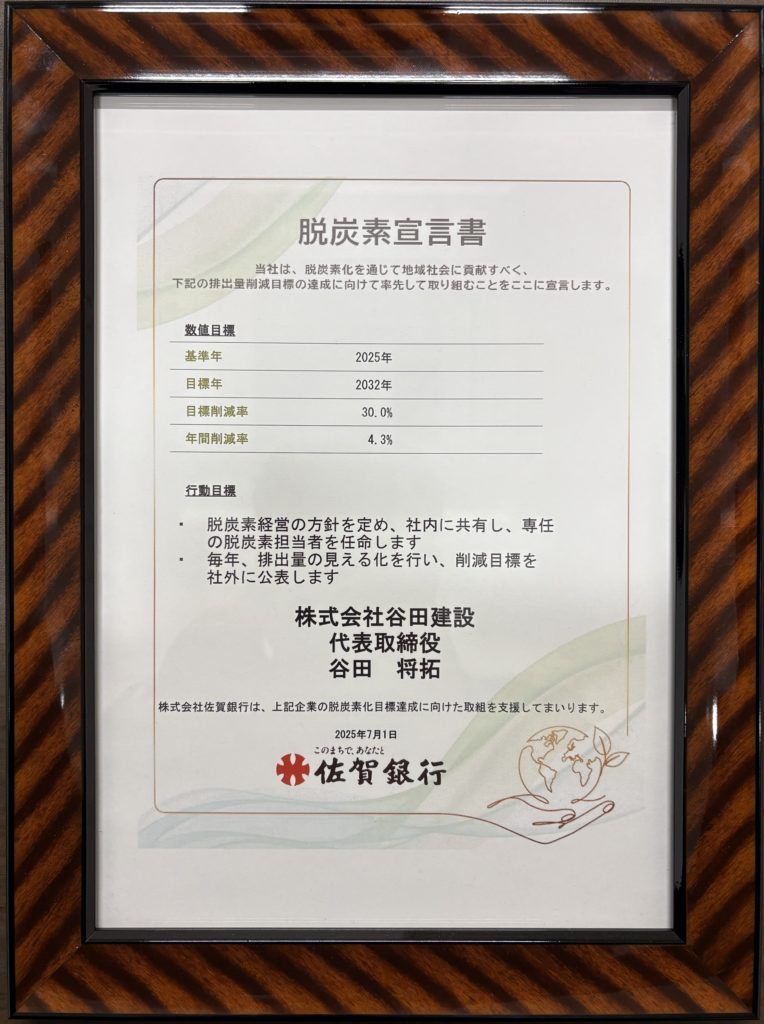 脱炭素宣言書
当社は、脱炭素化を通じて地域社会に貢献すべく、
下記の排出量削減目標の達成に向けて率先して取り組むことをここに宣言します。
数値目標
基準年 2025年
目標年 2032年
目標削減率 30.0%
年間削減率 4.3%
行動目標
・ 脱炭素経営の方針を定め、社内に共有し、専任
の脱炭素担当者を任命します
・ 毎年、排出量の見える化を行い、削減目標を
社外に公表します
株式会社谷田建設
代表取締役
谷田 将拓
株式会社佐賀銀行は、上記企業の脱炭素化目標達成に向けた取組を支援してまいります。
2025年7月1日
このまちで、あなたと
佐賀銀行